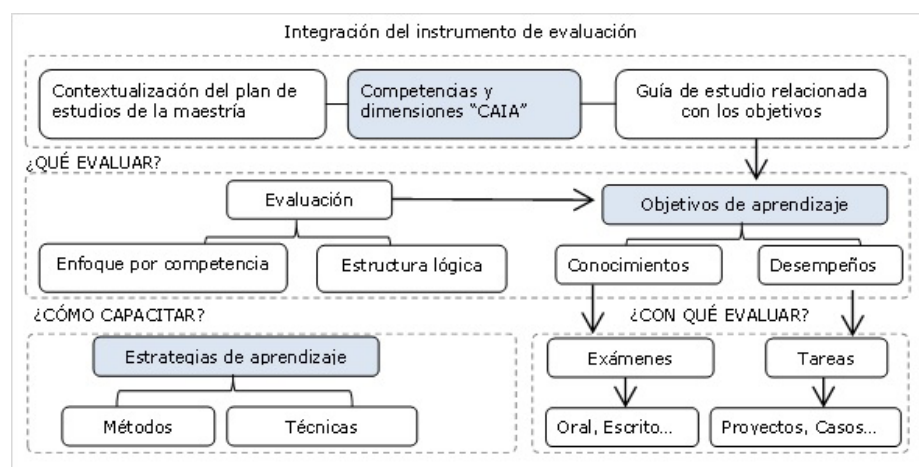 Integración del instrumento de evaluación
Contextualización del plan de
estudios de la maestría
Competencias y
dimensiones “CAIA”
Guía de estudio relacionada
con los objetivos
¿QUÉ EVALUAR?
Evaluación
Objetivos de aprendizaje
Enfoque por competencia
Estructura lógica
Conocimientos
Desempeños
¿CÓMO CAPACITAR?
¿CON QUÉ EVALUAR?
Estrategias de aprendizaje
Exámenes
Tareas
Métodos
Técnicas
Oral, Escrito...
Proyectos, Casos...